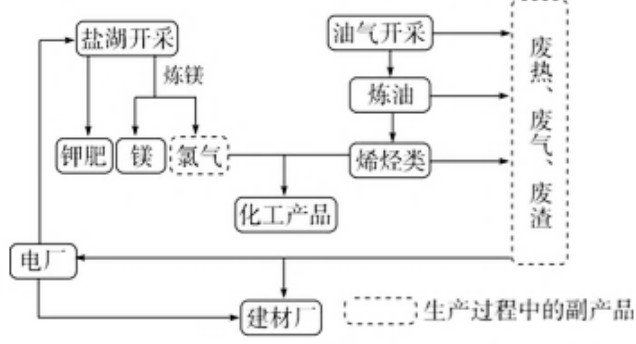 盐湖开采
油气开采
炼镁
炼油
钾肥
镁
氯气
烯烃类
废热、废气、废渣
化工产品
电厂
建材厂
生产过程中的副产品